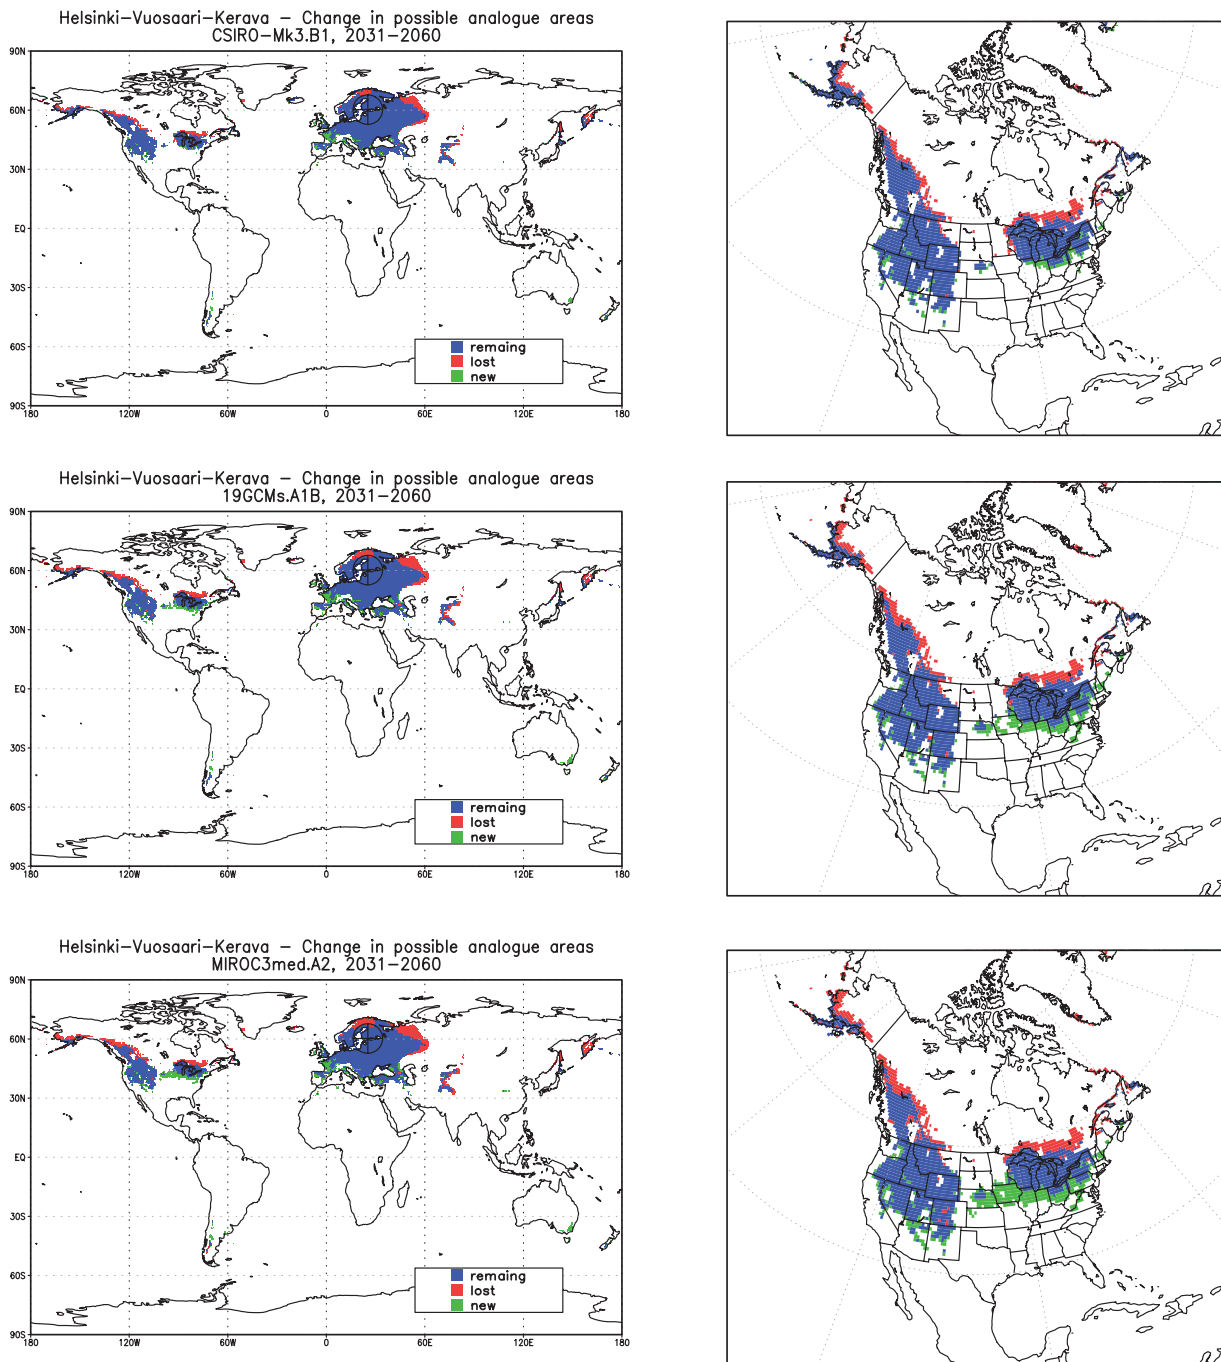 Helsinki-Vuosaari-Kerava - Change in possible analogue areas
CSIRO-Mk3.B1, 2031-2060
90N
60N
30N
EQ
30S
60S
90S
180 120W 60W 0 60E 120E 180
remaing
lost
new
Helsinki-Vuosaari-Kerava - Change in possible analogue areas
19GCMs.A1B, 2031-2060
90N
60N
30N
EQ
30S
60S
90S
180 120W 60W 0 60E 120E 180
remaing
lost
new
Helsinki-Vuosaari-Kerava - Change in possible analogue areas
MIROC3med.A2, 2031-2060
90N
60N
30N
EQ
30S
60S
90S
180 120W 60W 0 60E 120E 180
remaing
lost
new